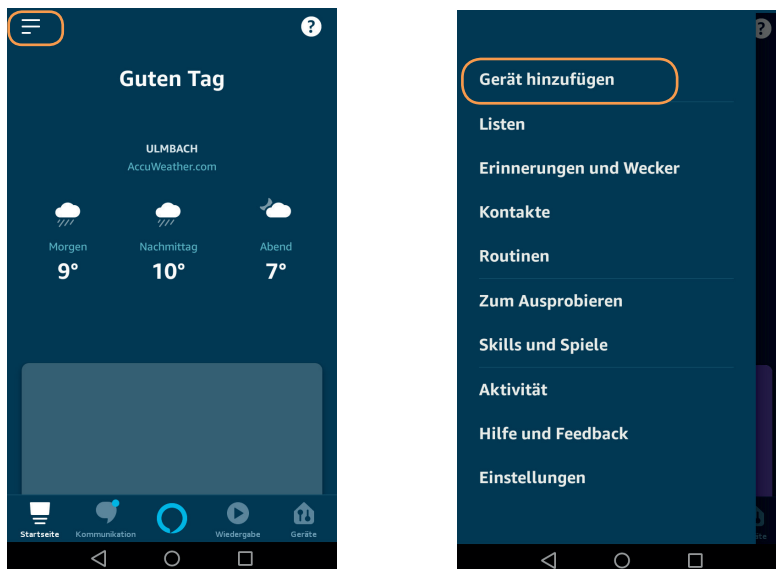 ?
Guten Tag
ULMBACH
AccuWeather.com
Morgen Nachmittag Abend
9° 10° 7°
Startseite Kommunikation Wiedergabe Geräte
?
Gerät hinzufügen
Listen
Erinnerungen und Wecker
Kontakte
Routinen
Zum Ausprobieren
Skills und Spiele
Aktivität
Hilfe und Feedback
Einstellungen